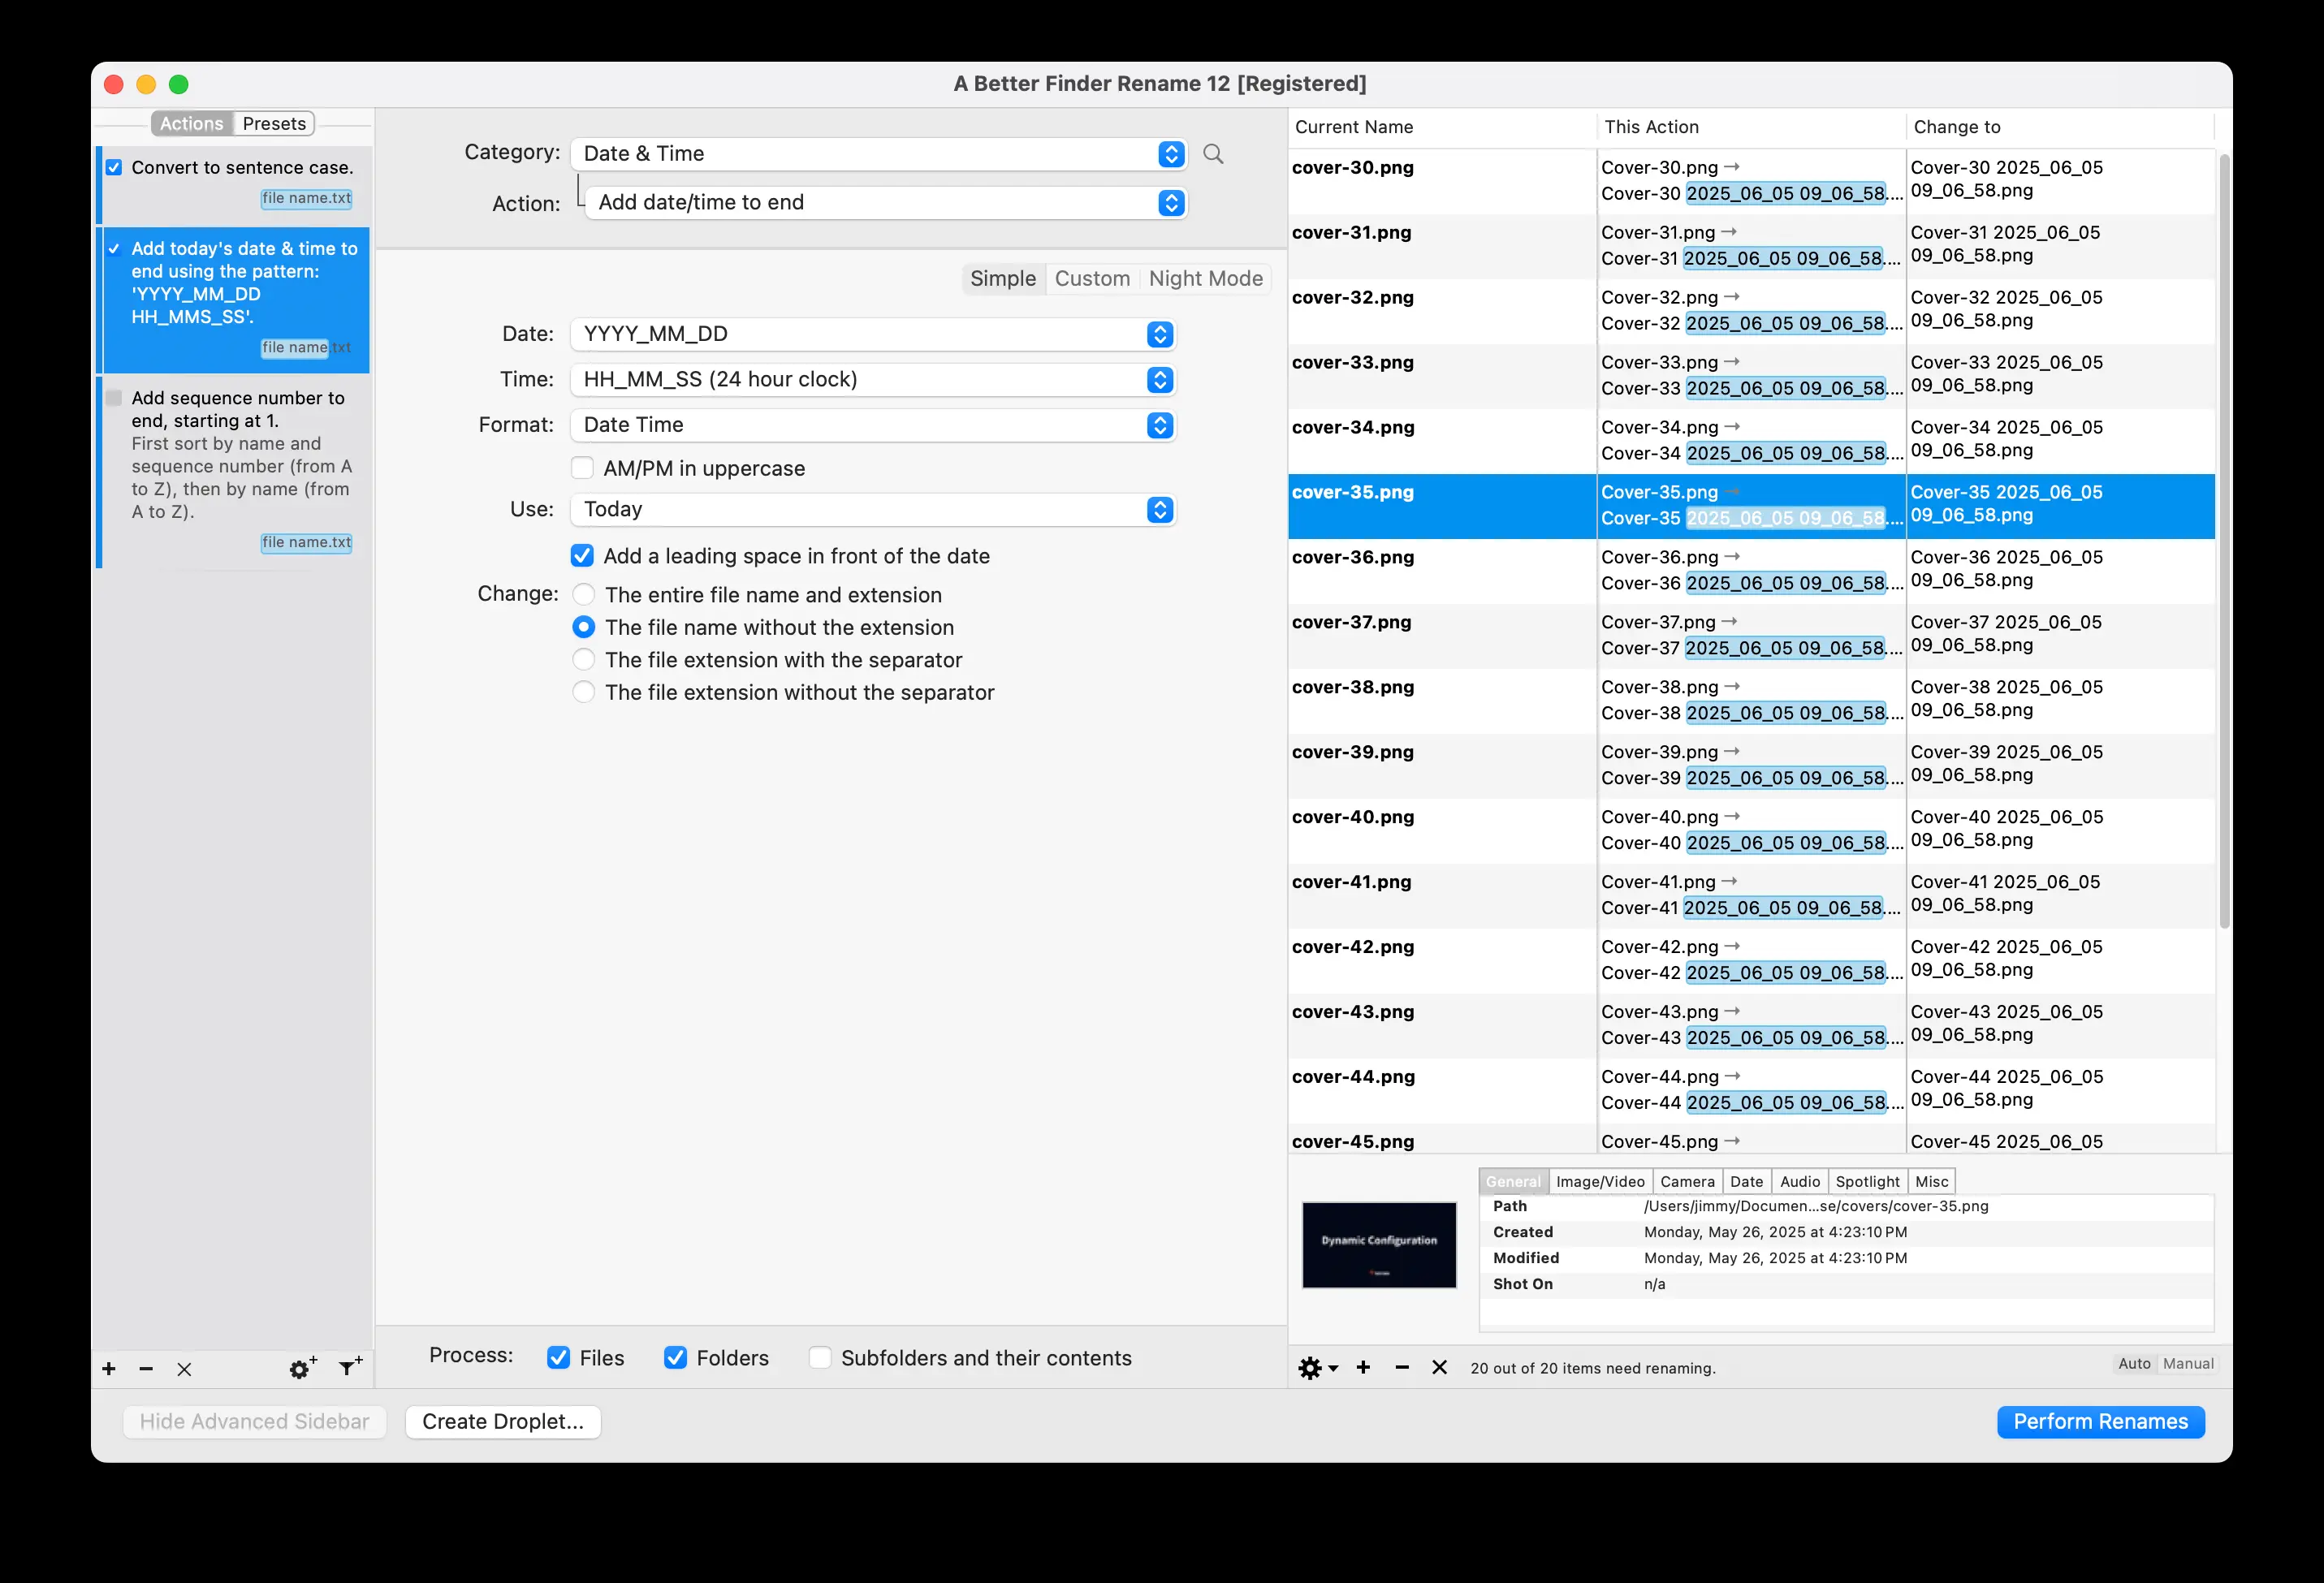 A Better Finder Rename 12 [Registered]
Actions Presets
Convert to sentence case.
file name.txt
Add today's date & time to
end using the pattern:
'YYYY_MM_DD
HH_MMS_SS'.
file name.txt
Add sequence number to
end, starting at 1.
First sort by name and
sequence number (from A
to Z), then by name (from
A to Z).
file name.txt
Category: Date & Time
Action: Add date/time to end
Simple Custom Night Mode
Date: YYYY_MM_DD
Time: HH_MM_SS (24 hour clock)
Format: Date Time
AM/PM in uppercase
Use: Today
Add a leading space in front of the date
Change: The entire file name and extension
The file name without the extension
The file extension with the separator
The file extension without the separator
Process: Files Folders Subfolders and their contents
Current Name This Action Change to
cover-30.png Cover-30.png → Cover-30 2025_06_05
Cover-30 2025_06_05 09_06_58.... 09_06_58.png
cover-31.png Cover-31.png → Cover-31 2025_06_05
Cover-31 2025_06_05 09_06_58.... 09_06_58.png
cover-32.png Cover-32.png → Cover-32 2025_06_05
Cover-32 2025_06_05 09_06_58.... 09_06_58.png
cover-33.png Cover-33.png → Cover-33 2025_06_05
Cover-33 2025_06_05 09_06_58.... 09_06_58.png
cover-34.png Cover-34.png → Cover-34 2025_06_05
Cover-34 2025_06_05 09_06_58.... 09_06_58.png
cover-35.png Cover-35.png → Cover-35 2025_06_05
Cover-35 2025_06_05 09_06_58.... 09_06_58.png
cover-36.png Cover-36.png → Cover-36 2025_06_05
Cover-36 2025_06_05 09_06_58.... 09_06_58.png
cover-37.png Cover-37.png → Cover-37 2025_06_05
Cover-37 2025_06_05 09_06_58.... 09_06_58.png
cover-38.png Cover-38.png → Cover-38 2025_06_05
Cover-38 2025_06_05 09_06_58.... 09_06_58.png
cover-39.png Cover-39.png → Cover-39 2025_06_05
Cover-39 2025_06_05 09_06_58.... 09_06_58.png
cover-40.png Cover-40.png → Cover-40 2025_06_05
Cover-40 2025_06_05 09_06_58.... 09_06_58.png
cover-41.png Cover-41.png → Cover-41 2025_06_05
Cover-41 2025_06_05 09_06_58.... 09_06_58.png
cover-42.png Cover-42.png → Cover-42 2025_06_05
Cover-42 2025_06_05 09_06_58.... 09_06_58.png
cover-43.png Cover-43.png → Cover-43 2025_06_05
Cover-43 2025_06_05 09_06_58.... 09_06_58.png
cover-44.png Cover-44.png → Cover-44 2025_06_05
Cover-44 2025_06_05 09_06_58.... 09_06_58.png
cover-45.png Cover-45.png → Cover-45 2025_06_05
General Image/Video Camera Date Audio Spotlight Misc
Dynamic Configuration
Path /Users/jimmy/Documen...se/covers/cover-35.png
Created Monday, May 26, 2025 at 4:23:10 PM
Modified Monday, May 26, 2025 at 4:23:10 PM
Shot On n/a
20 out of 20 items need renaming.
Auto Manual
Hide Advanced Sidebar Create Droplet... Perform Renames